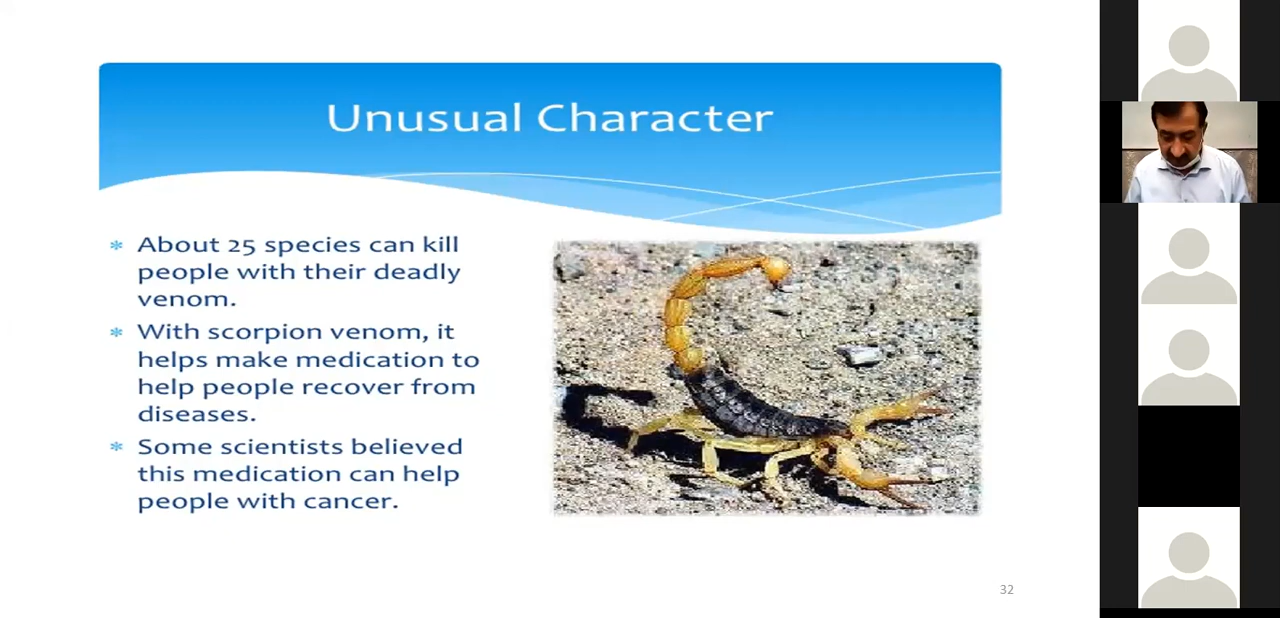 Unusual Character
* About 25 species can kill
people with their deadly
venom.
* With scorpion venom, it
helps make medication to
help people recover from
diseases.
* Some scientists believed
this medication can help
people with cancer.
32